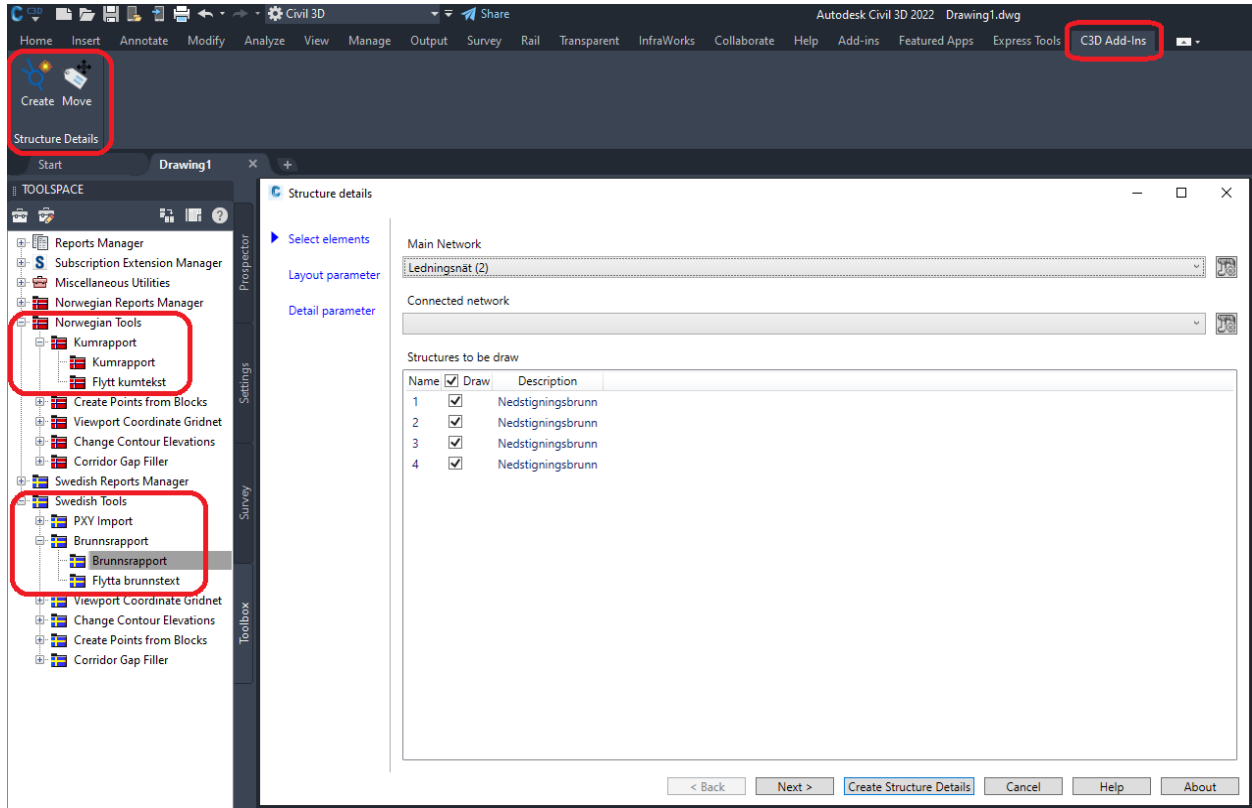 Civil 3D
Share
Autodesk Civil 3D 2022 Drawing1.dwg
Home Insert Annotate Modify Analyze View Manage Output Survey Rail Transparent InfraWorks Collaborate Help Add-ins Featured Apps Express Tools C3D Add-Ins
Create Move
Structure Details
Start Drawing1
TOOLSPACE
Reports Manager
Subscription Extension Manager
Miscellaneous Utilities
Norwegian Reports Manager
Norwegian Tools
Kumrapport
Kumrapport
Flytt kumtekst
Create Points from Blocks
Viewport Coordinate Gridnet
Change Contour Elevations
Corridor Gap Filler
Swedish Reports Manager
Swedish Tools
PXY Import
Brunnsrapport
Brunnsrapport
Flytta brunnstext
Viewport Coordinate Gridnet
Change Contour Elevations
Create Points from Blocks
Corridor Gap Filler
Prospector
Settings
Survey
Toolbox
Structure details
Select elements
Layout parameter
Detail parameter
Main Network
Ledningsnät (2)
Connected network
Structures to be draw
Name Draw Description
1 Nedstigningsbrunn
2 Nedstigningsbrunn
3 Nedstigningsbrunn
4 Nedstigningsbrunn
< Back Next > Create Structure Details Cancel Help About